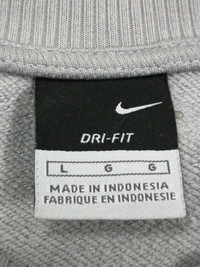 DRI-FIT
L G G
MADE IN INDONESIA
FABRIQUE EN INDONESIE